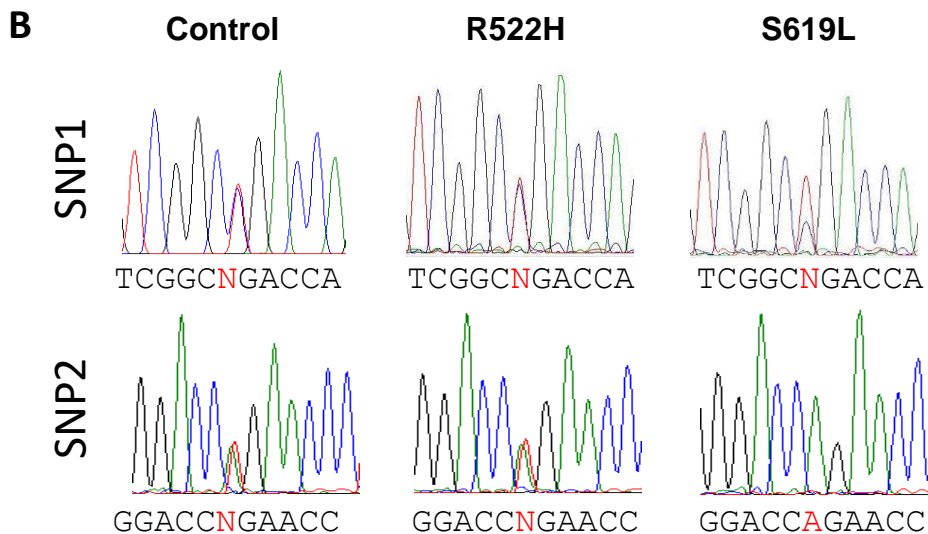 B
Control R522H S619L
SNP1
TCGGCNGACCA TCGGCNGACCA TCGGCNGACCA
SNP2
GGACCNGAACC GGACCNGAACC GGACCAGAACC